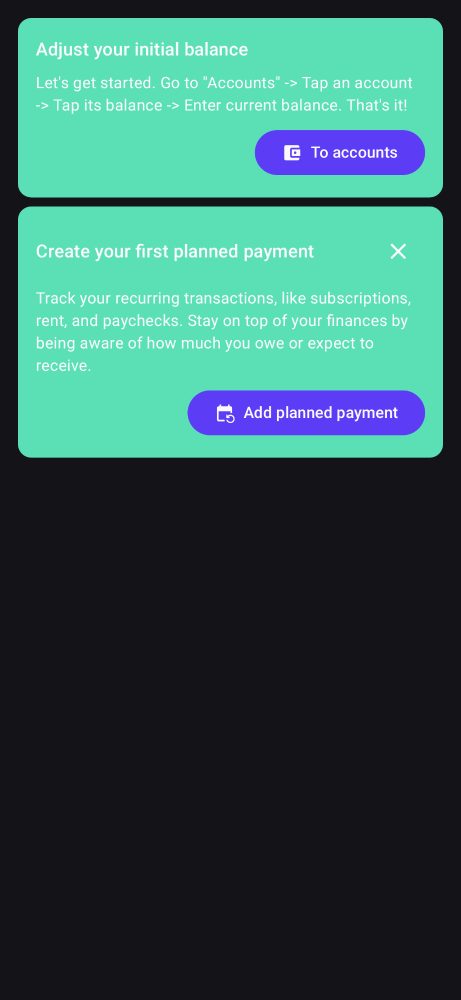 Adjust your initial balance
Let's get started. Go to "Accounts" -> Tap an account
-> Tap its balance -> Enter current balance. That's it!
To accounts
Create your first planned payment
Track your recurring transactions, like subscriptions,
rent, and paychecks. Stay on top of your finances by
being aware of how much you owe or expect to
receive.
Add planned payment